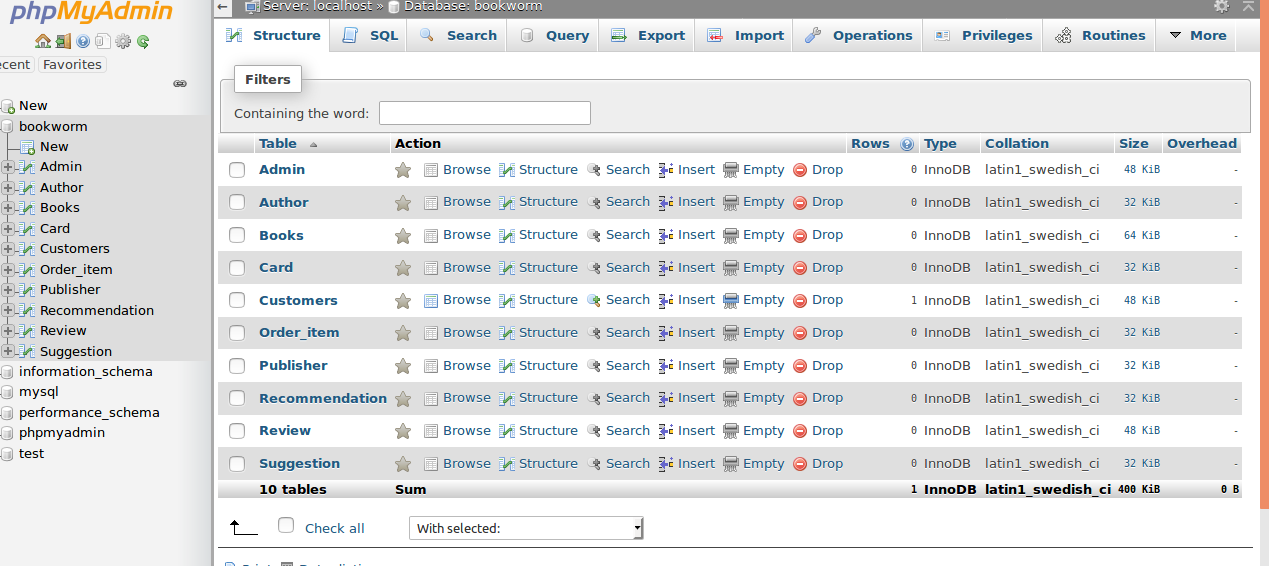 phpMyAdmin
ecent Favorites
New
bookworm
New
Admin
Author
Books
Card
Customers
Order_item
Publisher
Recommendation
Review
Suggestion
information_schema
mysql
performance_schema
phpmyadmin
test
Server: localhost » Database: bookworm
Structure SQL Search Query Export Import Operations Privileges Routines More
Filters
Containing the word:
Table Action Rows Type Collation Size Overhead
Admin Browse Structure Search Insert Empty Drop 0 InnoDB latin1_swedish_ci 48 KiB -
Author Browse Structure Search Insert Empty Drop 0 InnoDB latin1_swedish_ci 32 KiB -
Books Browse Structure Search Insert Empty Drop 0 InnoDB latin1_swedish_ci 64 KiB -
Card Browse Structure Search Insert Empty Drop 0 InnoDB latin1_swedish_ci 32 KiB -
Customers Browse Structure Search Insert Empty Drop 1 InnoDB latin1_swedish_ci 48 KiB -
Order_item Browse Structure Search Insert Empty Drop 0 InnoDB latin1_swedish_ci 32 KiB -
Publisher Browse Structure Search Insert Empty Drop 0 InnoDB latin1_swedish_ci 32 KiB -
Recommendation Browse Structure Search Insert Empty Drop 0 InnoDB latin1_swedish_ci 32 KiB -
Review Browse Structure Search Insert Empty Drop 0 InnoDB latin1_swedish_ci 48 KiB -
Suggestion Browse Structure Search Insert Empty Drop 0 InnoDB latin1_swedish_ci 32 KiB -
10 tables Sum 1 InnoDB latin1_swedish_ci 400 KiB 0 B
Check all With selected: